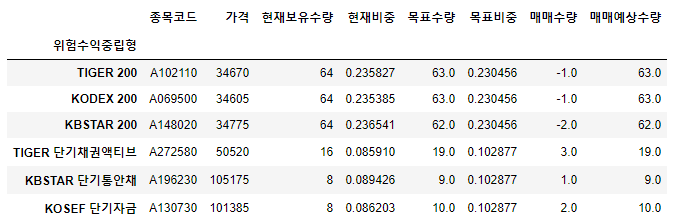 종목코드 가격 현재보유수량 현재비중 목표수량 목표비중 매매수량 매매예상수량
위험수익중립형
TIGER 200 A102110 34670 64 0.235827 63.0 0.230456 -1.0 63.0
KODEX 200 A069500 34605 64 0.235385 63.0 0.230456 -1.0 63.0
KBSTAR 200 A148020 34775 64 0.236541 62.0 0.230456 -2.0 62.0
TIGER 단기채권액티브 A272580 50520 16 0.085910 19.0 0.102877 3.0 19.0
KBSTAR 단기통안채 A196230 105175 8 0.089426 9.0 0.102877 1.0 9.0
KOSEF 단기자금 A130730 101385 8 0.086203 10.0 0.102877 2.0 10.0